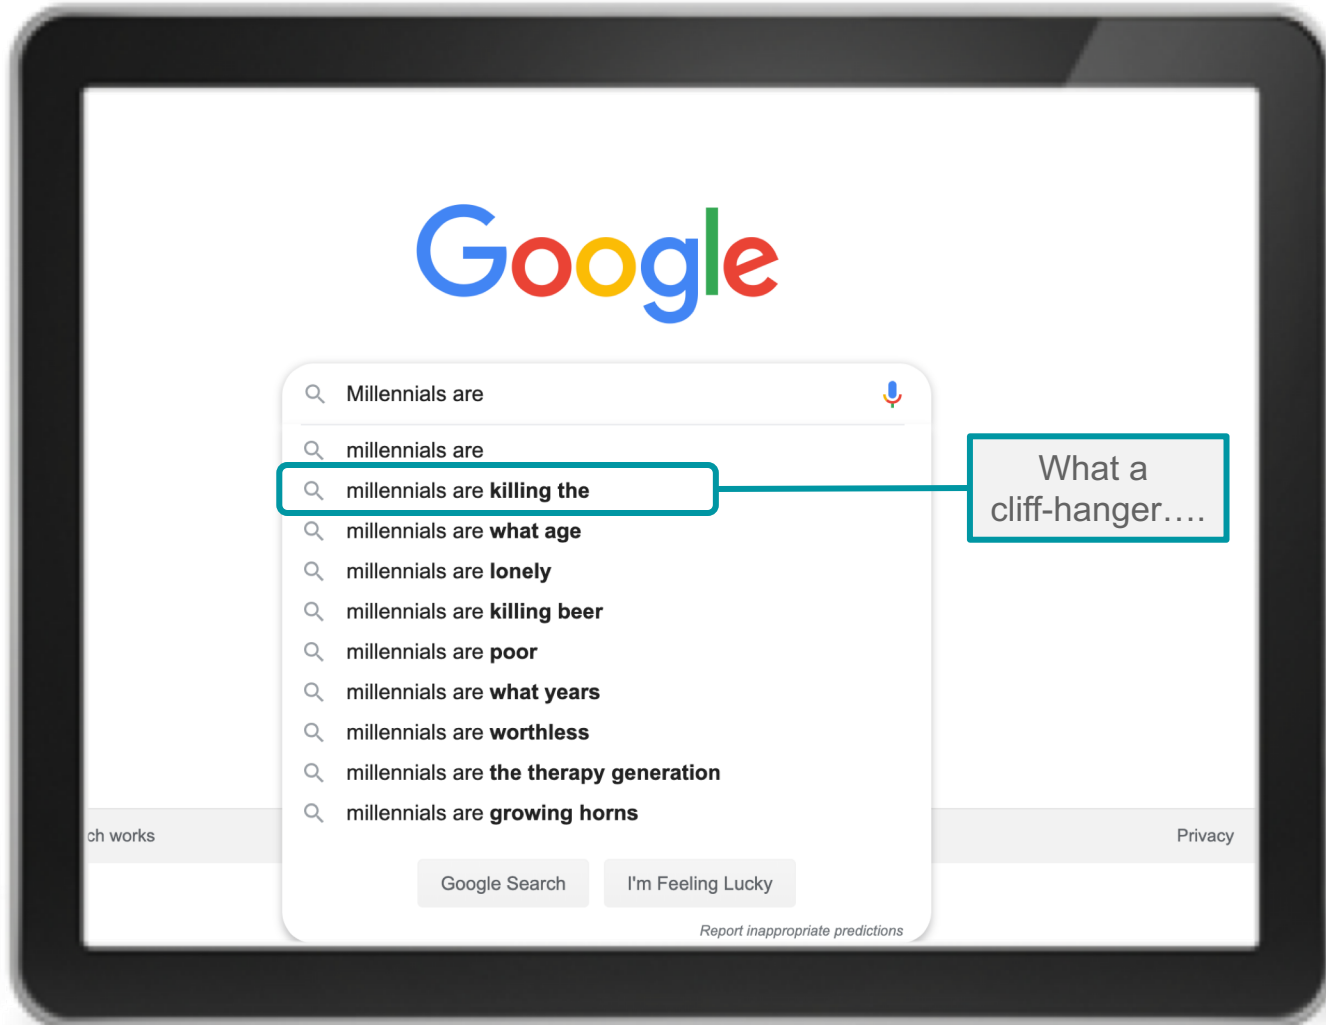 Google
Millennials are
millennials are
millennials are killing the
What a
cliff-hanger....
millennials are what age
millennials are lonely
millennials are killing beer
millennials are poor
millennials are what years
millennials are worthless
millennials are the therapy generation
millennials are growing horns
ch works
Privacy
Google Search
I'm Feeling Lucky
Report inappropriate predictions